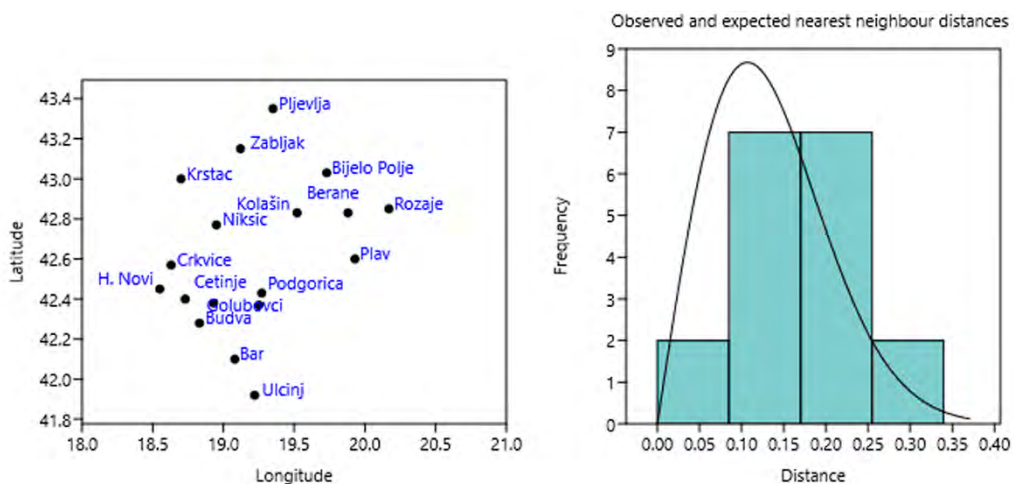 Observed and expected nearest neighbour distances
43.4
43.2
43.0
42.8
42.6
42.4
42.2
42.0
41.8
Latitude
Pljevlja
Zabljak
Krstac
Bijelo Polje
Berane
Kolašin
Rozaje
Niksic
Plav
Crkvice
H. Novi
Cetinje
Podgorica
Golubovci
Budva
Bar
Ulcinj
18.0 18.5 19.0 19.5 20.0 20.5 21.0
Longitude
9
8
7
6
5
4
3
2
1
0
Frequency
0.00 0.05 0.10 0.15 0.20 0.25 0.30 0.35 0.40
Distance